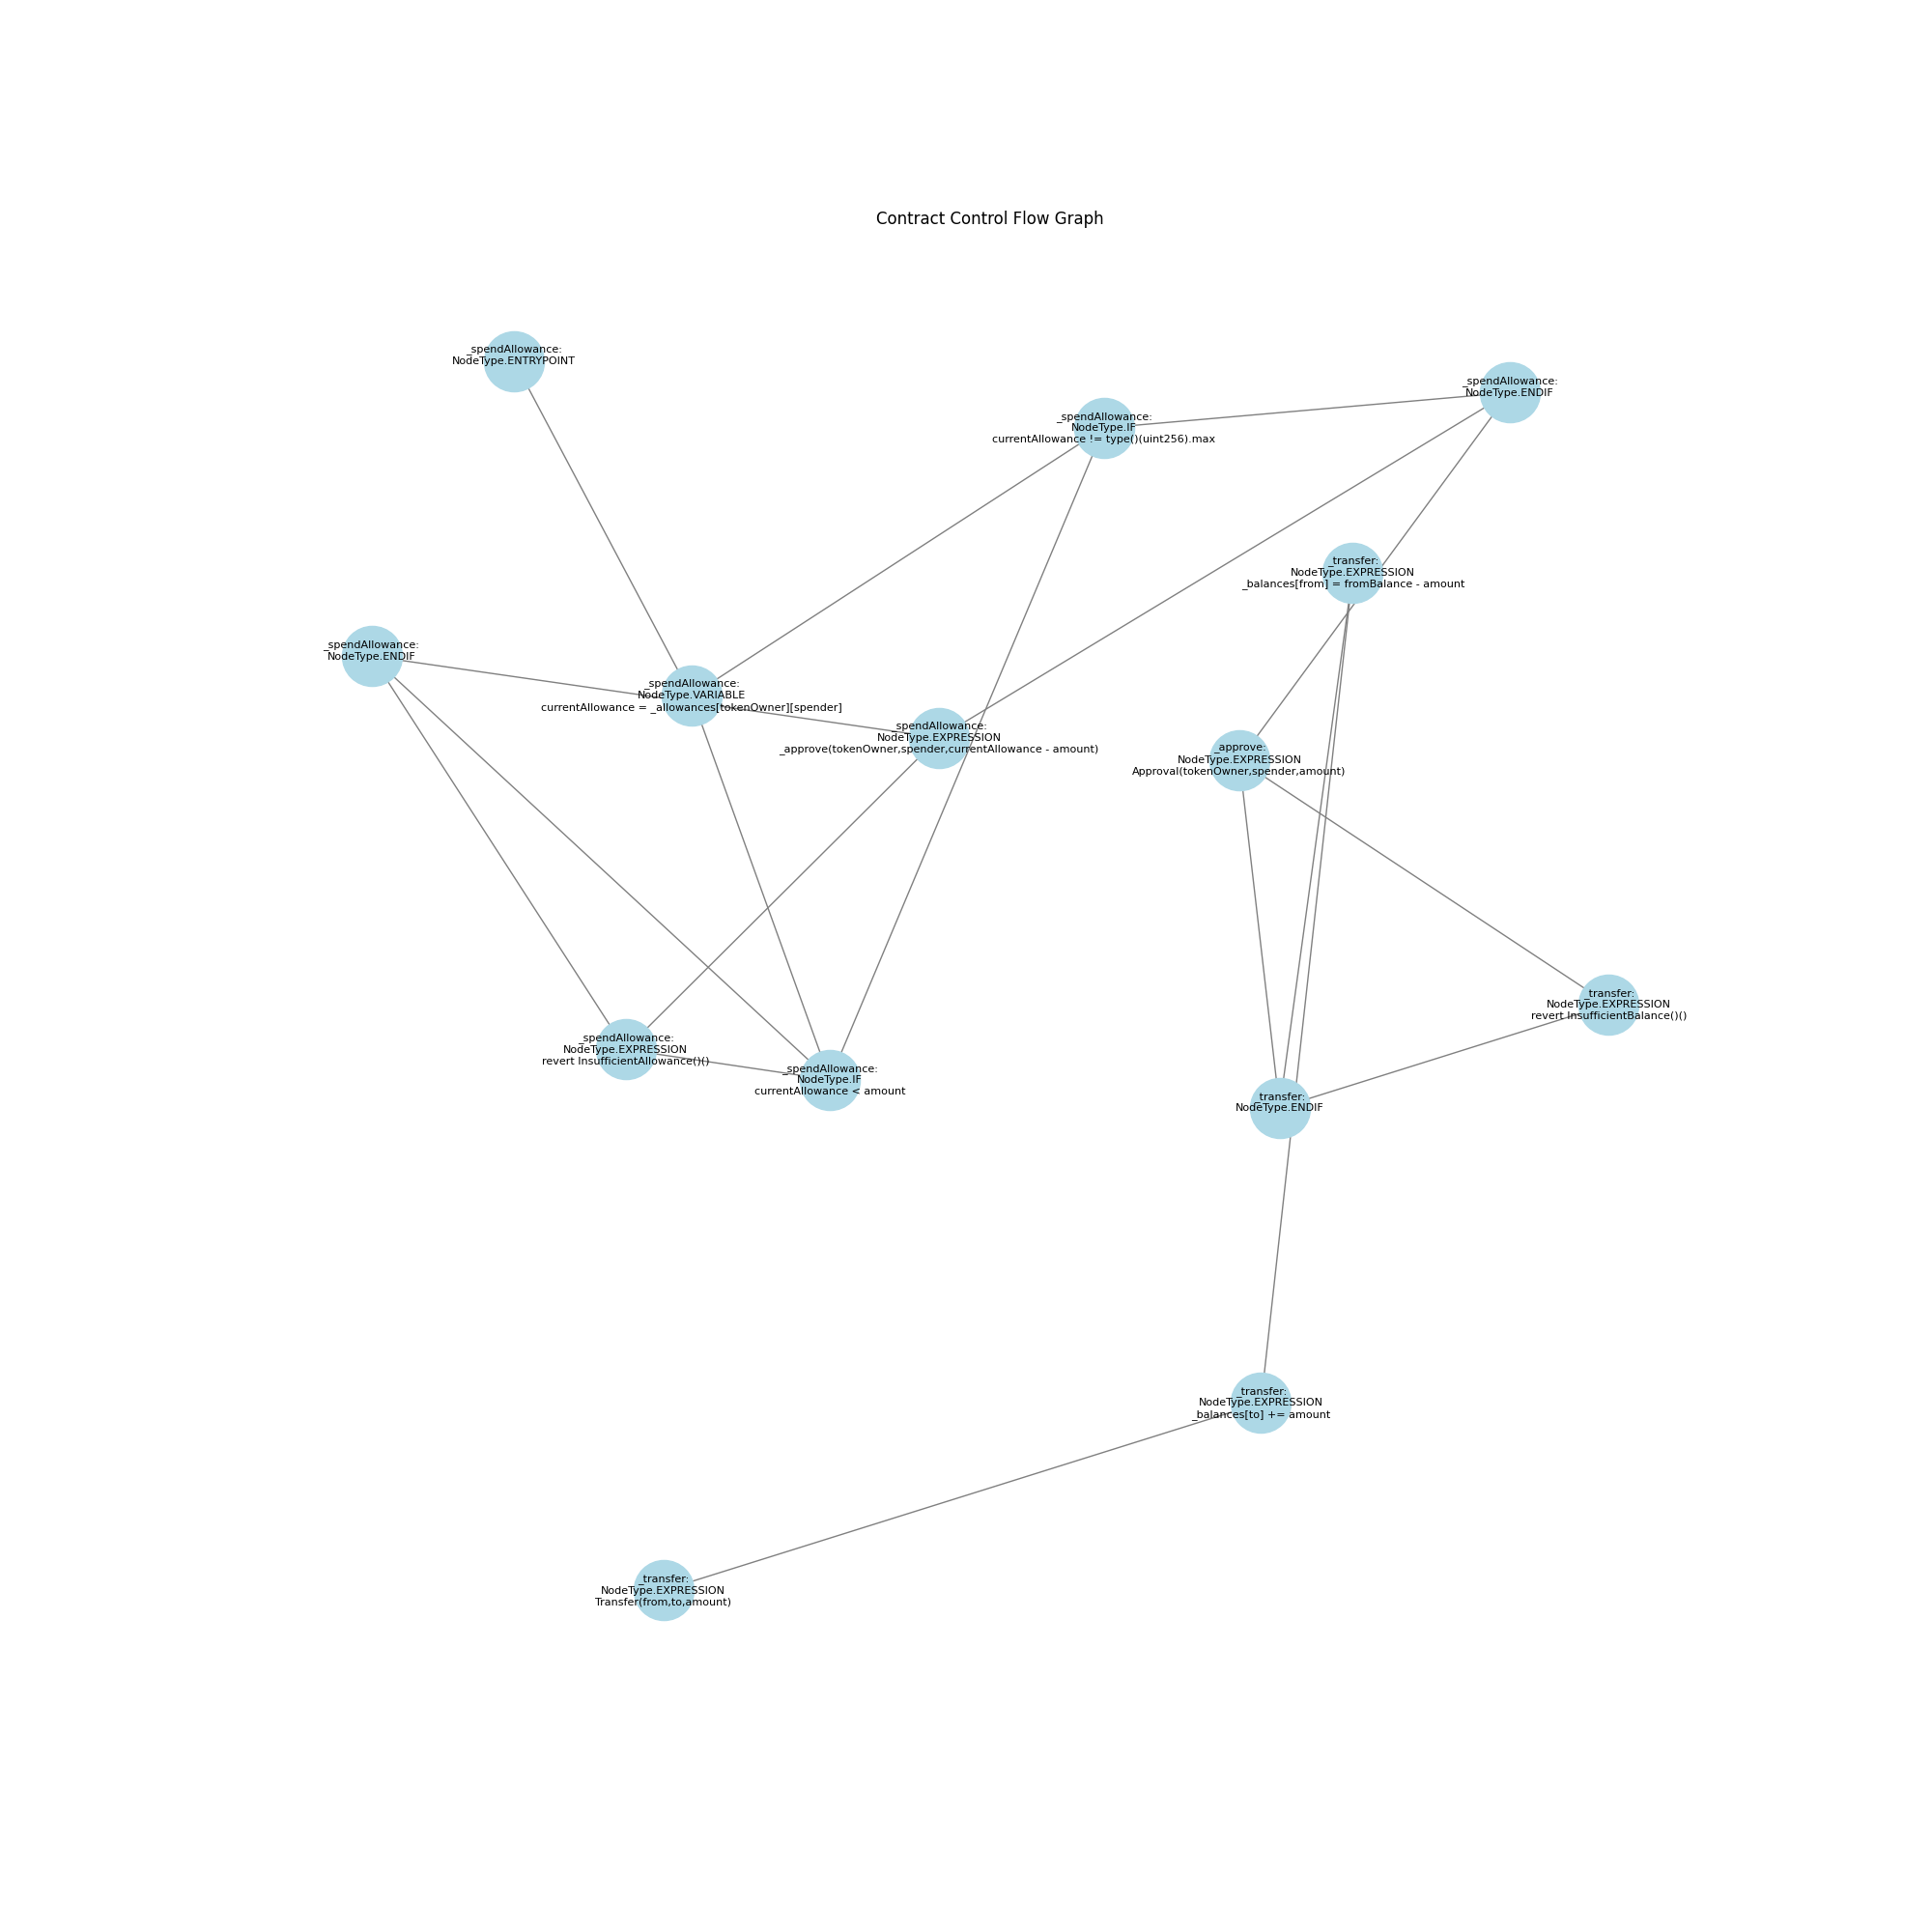 Contract Control Flow Graph
_spendAllowance:
NodeType.ENTRYPOINT
_spendAllowance:
NodeType.ENDIF
_spendAllowance:
NodeType.IF
currentAllowance != type()(uint256).max
_transfer:
NodeType.EXPRESSION
_balances[from] = fromBalance - amount
_spendAllowance:
NodeType.ENDIF
_spendAllowance:
NodeType.VARIABLE
currentAllowance = _allowances[tokenOwner][spender]
_spendAllowance:
NodeType.EXPRESSION
_approve(tokenOwner,spender,currentAllowance - amount)
_approve:
NodeType.EXPRESSION
Approval(tokenOwner,spender,amount)
_transfer:
NodeType.EXPRESSION
revert InsufficientBalance()()
_spendAllowance:
NodeType.EXPRESSION
revert InsufficientAllowance()()
_spendAllowance:
NodeType.IF
currentAllowance < amount
_transfer:
NodeType.ENDIF
_transfer:
NodeType.EXPRESSION
_balances[to] += amount
_transfer:
NodeType.EXPRESSION
Transfer(from,to,amount)